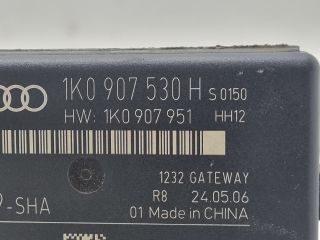 1K0 907 530 H S 0150
HW: 1K0 907 951 HH12
1232 GATEWAY
R8 24.05.06
-SHA 01 Made in CHINA